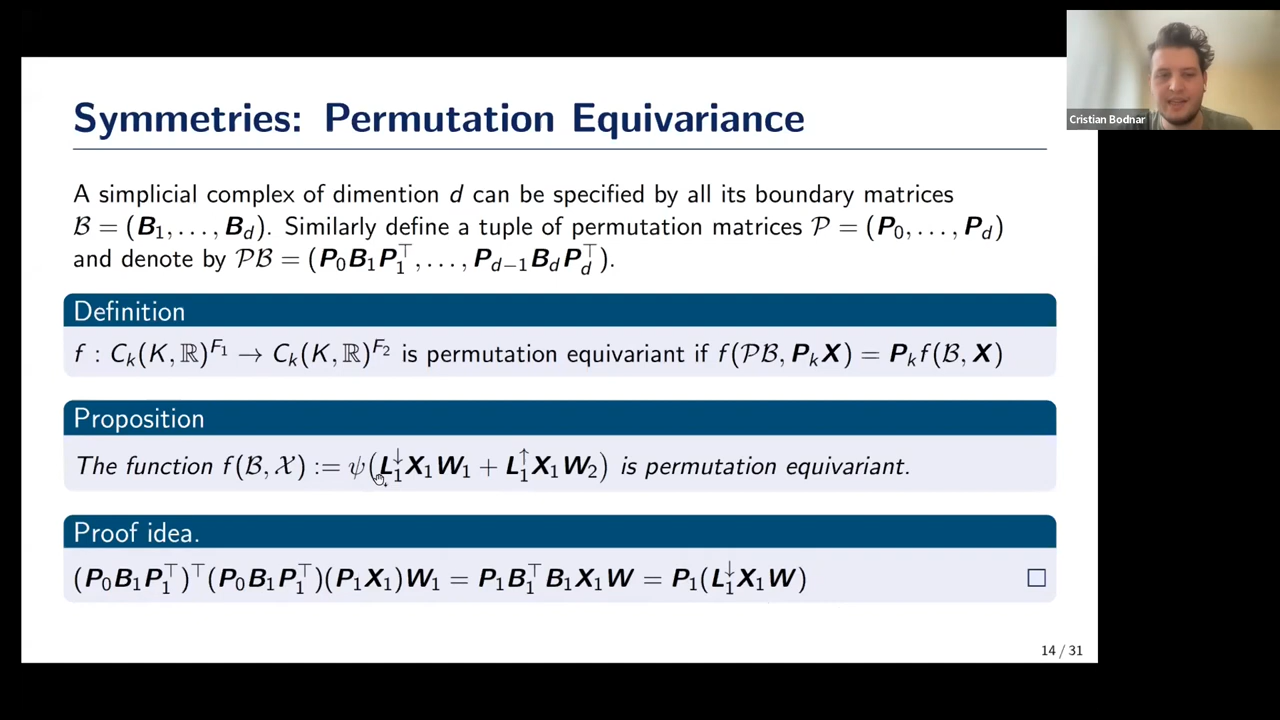 Symmetries: Permutation Equivariance
Cristian Bodnar
A simplicial complex of dimention d can be specified by all its boundary matrices
ℬ = (B₁, . . . , B_d). Similarly define a tuple of permutation matrices 𝒫 = (P₀, . . . , P_d)
and denote by 𝒫ℬ = (P₀B₁P₁^⊤, . . . , P_{d−1}B_dP_d^⊤).
Definition
f : C_k(K, ℝ)^{F₁} → C_k(K, ℝ)^{F₂} is permutation equivariant if f(𝒫ℬ, P_kX) = P_kf(ℬ, X)
Proposition
The function f(ℬ, 𝒳) := ψ(L₁^↓X₁W₁ + L₁^↑X₁W₂) is permutation equivariant.
Proof idea.
(P₀B₁P₁^⊤)^⊤(P₀B₁P₁^⊤)(P₁X₁)W₁ = P₁B₁^⊤B₁X₁W = P₁(L₁^↓X₁W) □
14 / 31